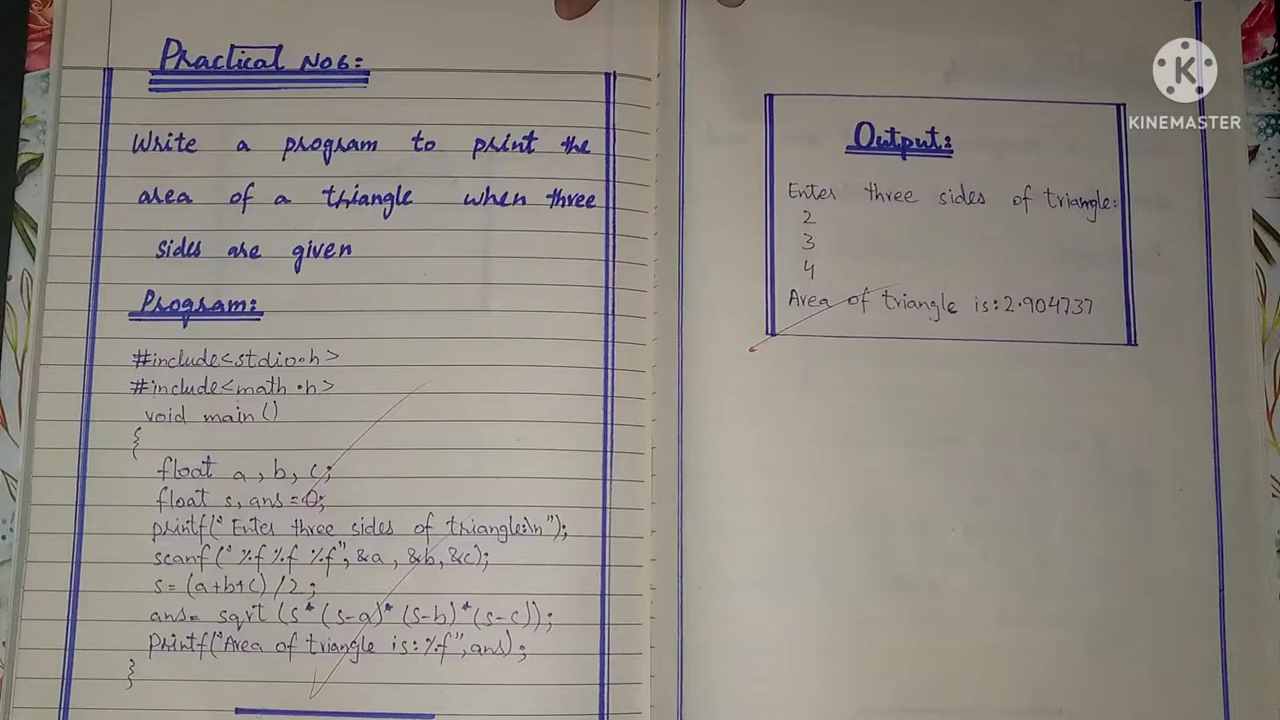 Practical No 6:
Write a program to print the
area of a triangle when three
sides are given
Program:
#include<stdio.h>
#include<math.h>
void main()
{
float a, b, c;
float s, ans=0;
printf("Enter three sides of triangle:\n");
scanf("%f%f %f", &a, &b, &c);
s= (a+b+c)/2;
ans= sqrt (s*(s-a)*(s-b)*(s-c));
Printf("Area of triangle is:%f",ans);
}
Output:
Enter three sides of triangle:
2
3
4
Area of triangle is:2.904737
KINEMASTER